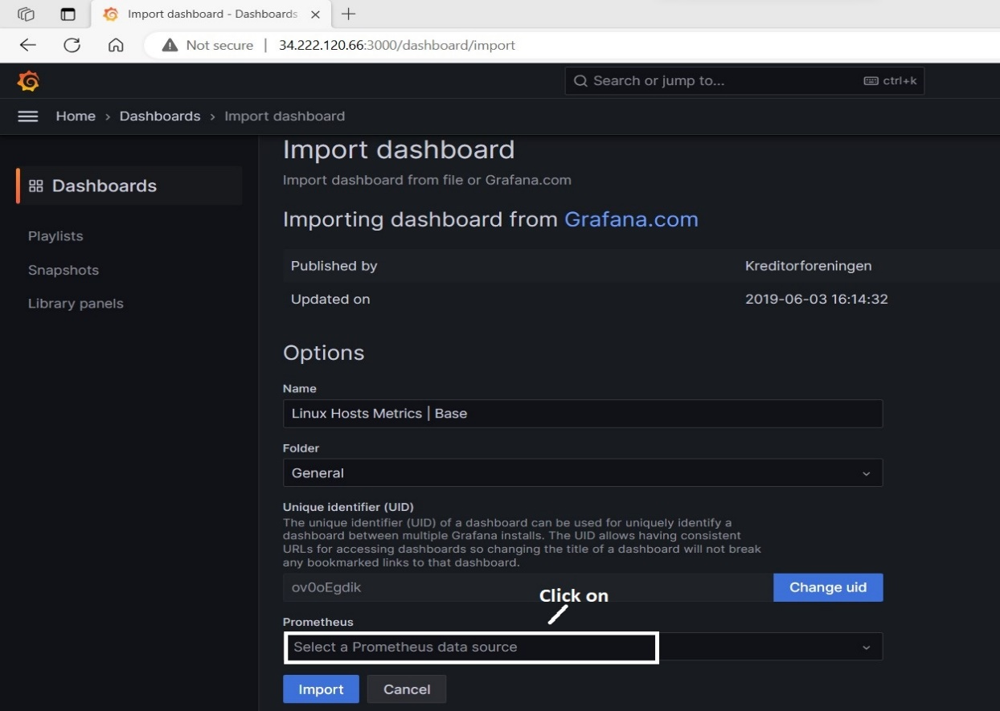 Import dashboard - Dashboards
Not secure | 34.222.120.66:3000/dashboard/import
Search or jump to... ctrl+k
Home › Dashboards › Import dashboard
Dashboards
Playlists
Snapshots
Library panels
Import dashboard
Import dashboard from file or Grafana.com
Importing dashboard from Grafana.com
Published by Kreditorforeningen
Updated on 2019-06-03 16:14:32
Options
Name
Linux Hosts Metrics | Base
Folder
General
Unique identifier (UID)
The unique identifier (UID) of a dashboard can be used for uniquely identify a
dashboard between multiple Grafana installs. The UID allows having consistent
URLs for accessing dashboards so changing the title of a dashboard will not break
any bookmarked links to that dashboard.
ov0oEgdik Change uid
Click on
Prometheus
Select a Prometheus data source
Import Cancel